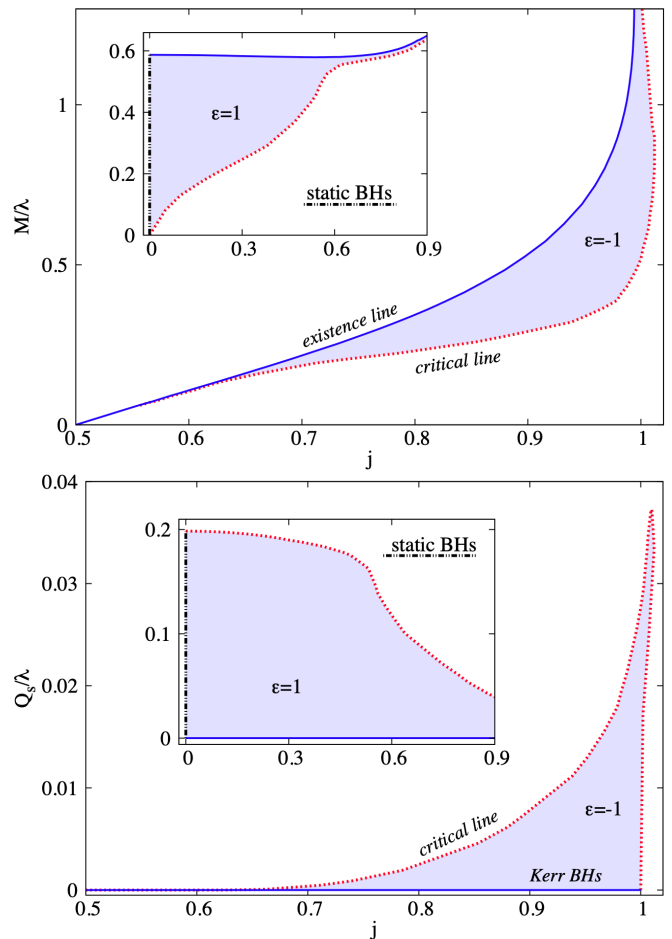 M/λ
1
0.5
0
0.6
0.4
0.2
0
ε=1
static BHs
0
0.3
0.6
0.9
ε=-1
existence line
critical line
0.5
0.6
0.7
0.8
0.9
1
j
Qs/λ
0.04
0.03
0.02
0.01
0
0.2
0.1
0
static BHs
ε=1
0
0.3
0.6
0.9
ε=-1
critical line
Kerr BHs
0.5
0.6
0.7
0.8
0.9
1
j